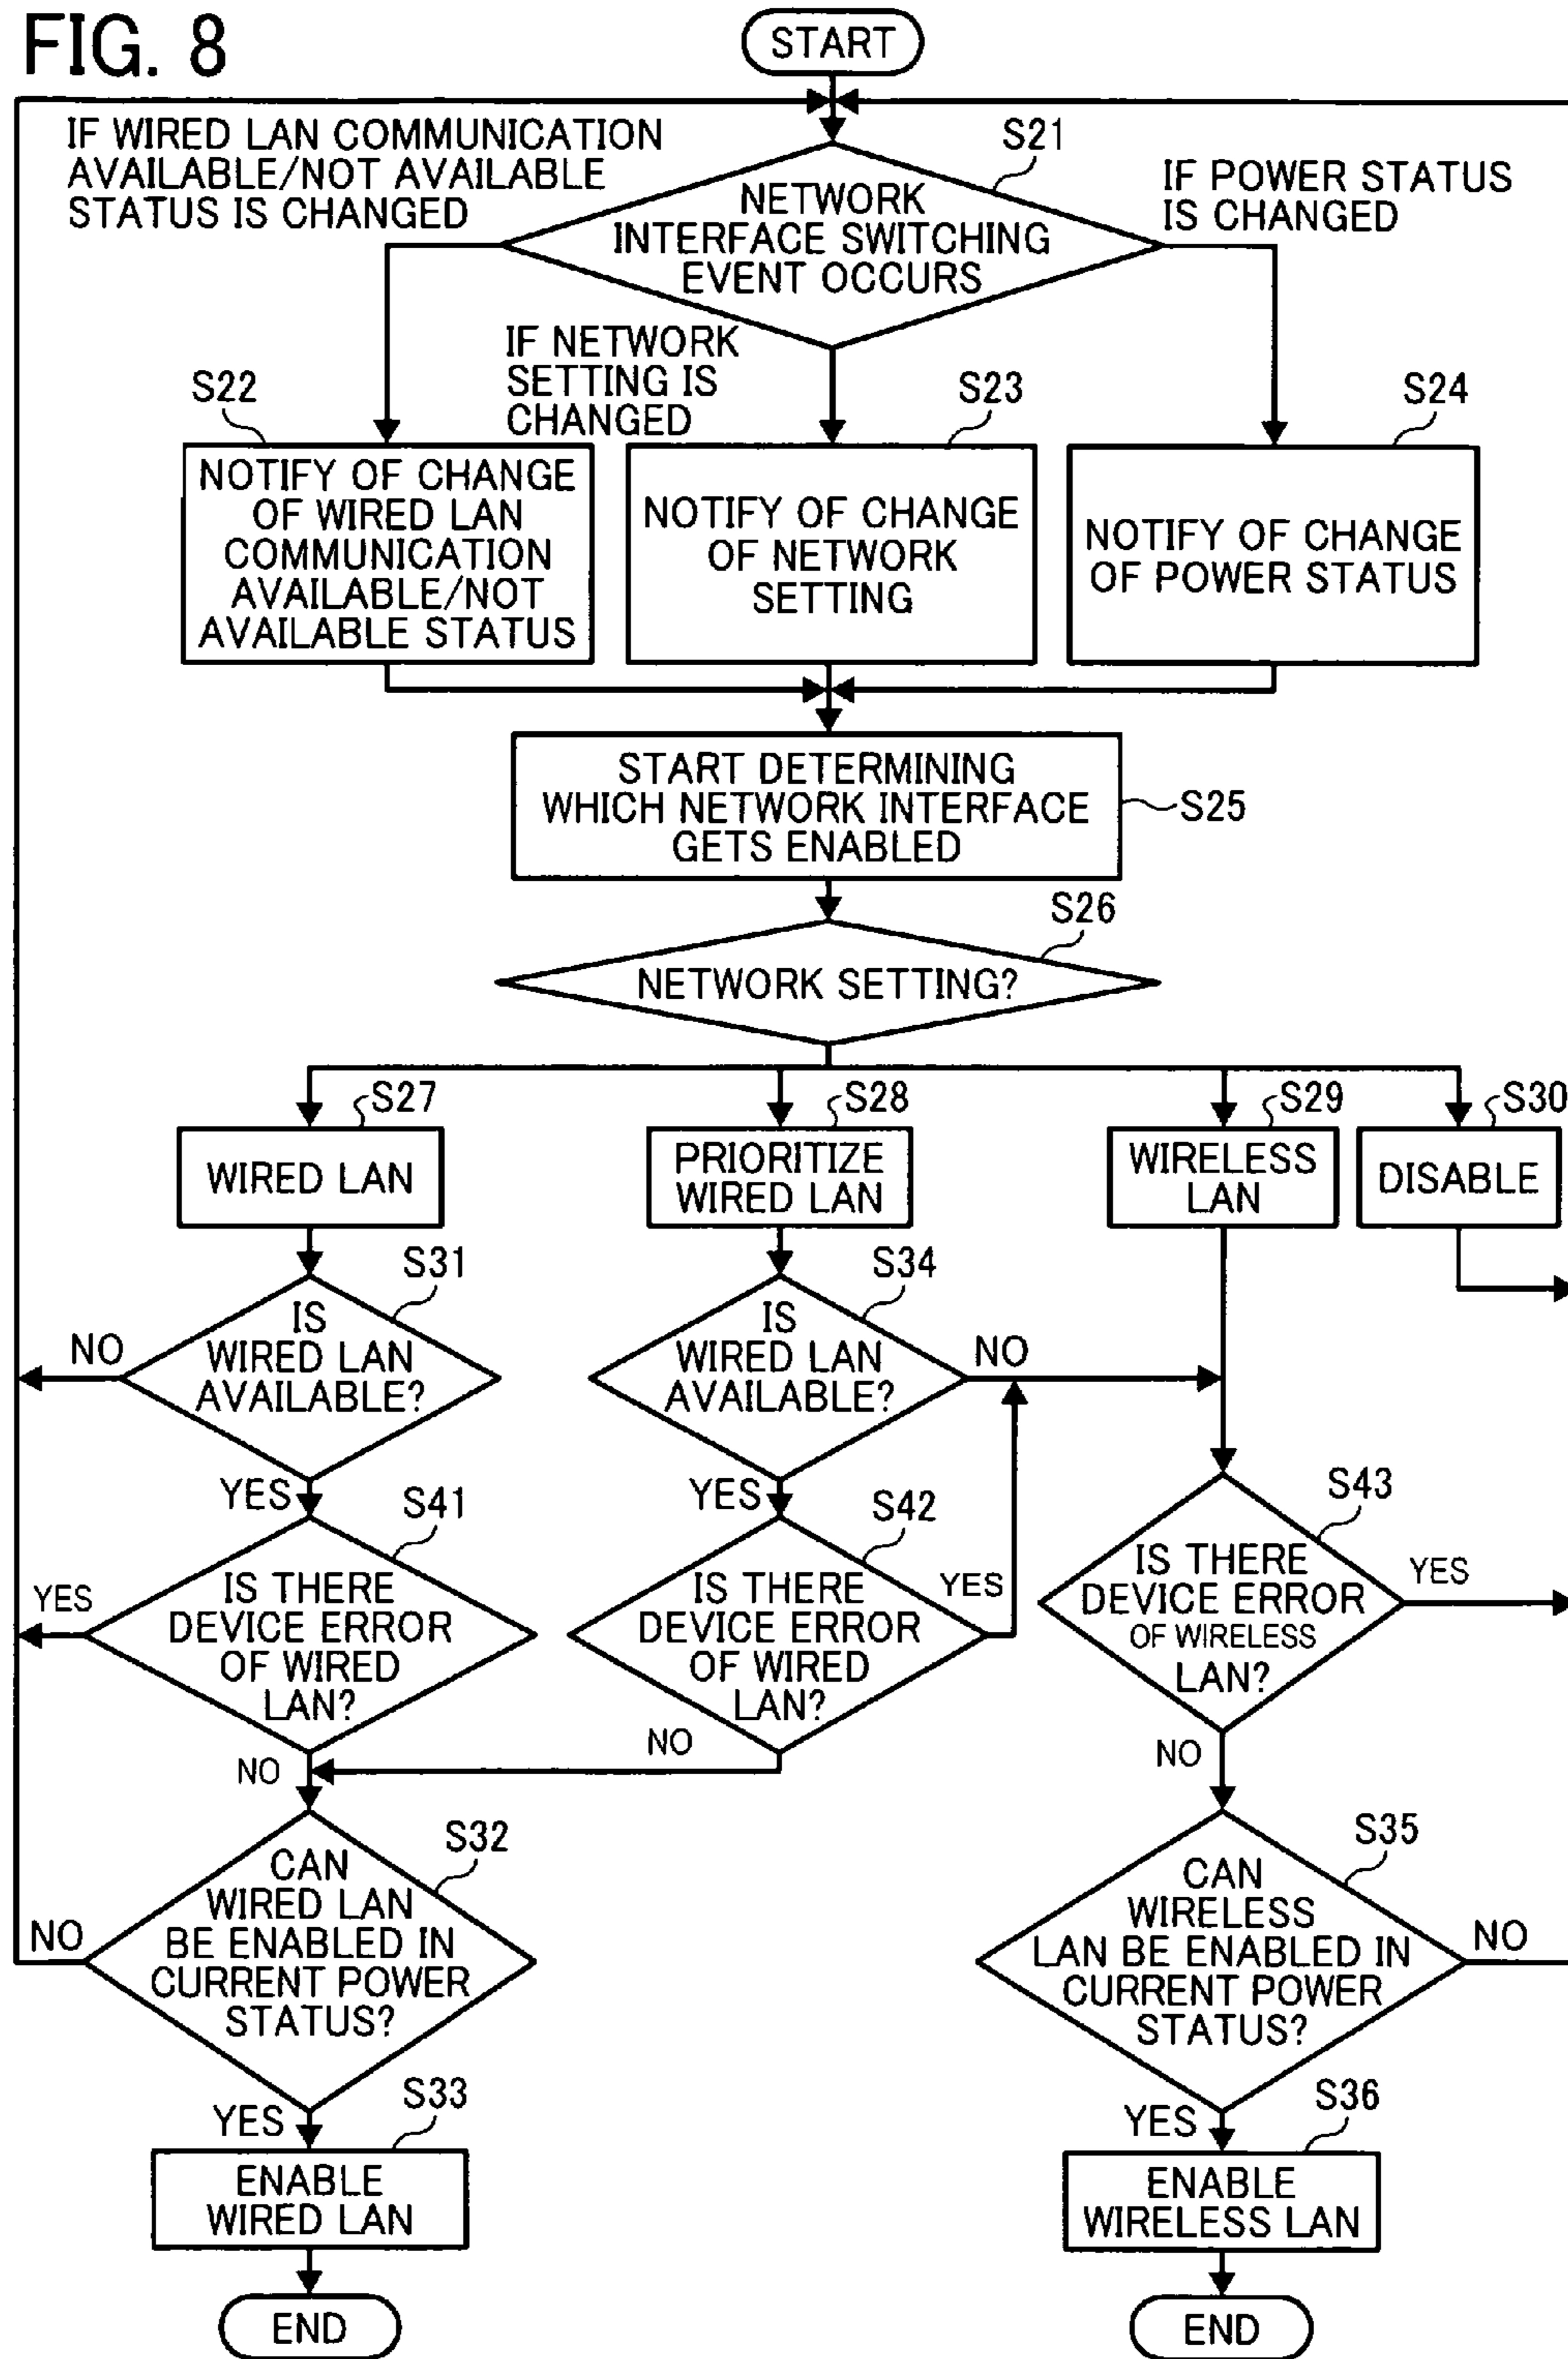 FIG. 8
START
IF WIRED LAN COMMUNICATION
AVAILABLE/NOT AVAILABLE
STATUS IS CHANGED
S21
NETWORK
INTERFACE SWITCHING
EVENT OCCURS
IF POWER STATUS
IS CHANGED
IF NETWORK
SETTING IS
CHANGED
S22
NOTIFY OF CHANGE
OF WIRED LAN
COMMUNICATION
AVAILABLE/NOT
AVAILABLE STATUS
S23
NOTIFY OF CHANGE
OF NETWORK
SETTING
S24
NOTIFY OF CHANGE
OF POWER STATUS
START DETERMINING
WHICH NETWORK INTERFACE
GETS ENABLED
S25
S26
NETWORK SETTING?
S27
WIRED LAN
S28
PRIORITIZE
WIRED LAN
S29
WIRELESS
LAN
S30
DISABLE
S31
IS
WIRED LAN
AVAILABLE?
NO
YES
S34
IS
WIRED LAN
AVAILABLE?
NO
YES
S41
IS THERE
DEVICE ERROR
OF WIRED
LAN?
YES
NO
S42
IS THERE
DEVICE ERROR
OF WIRED
LAN?
YES
NO
S43
IS THERE
DEVICE ERROR
OF WIRELESS
LAN?
YES
NO
S32
CAN
WIRED LAN
BE ENABLED IN
CURRENT POWER
STATUS?
NO
YES
S35
CAN
WIRELESS
LAN BE ENABLED IN
CURRENT POWER
STATUS?
NO
YES
S33
ENABLE
WIRED LAN
S36
ENABLE
WIRELESS LAN
END
END